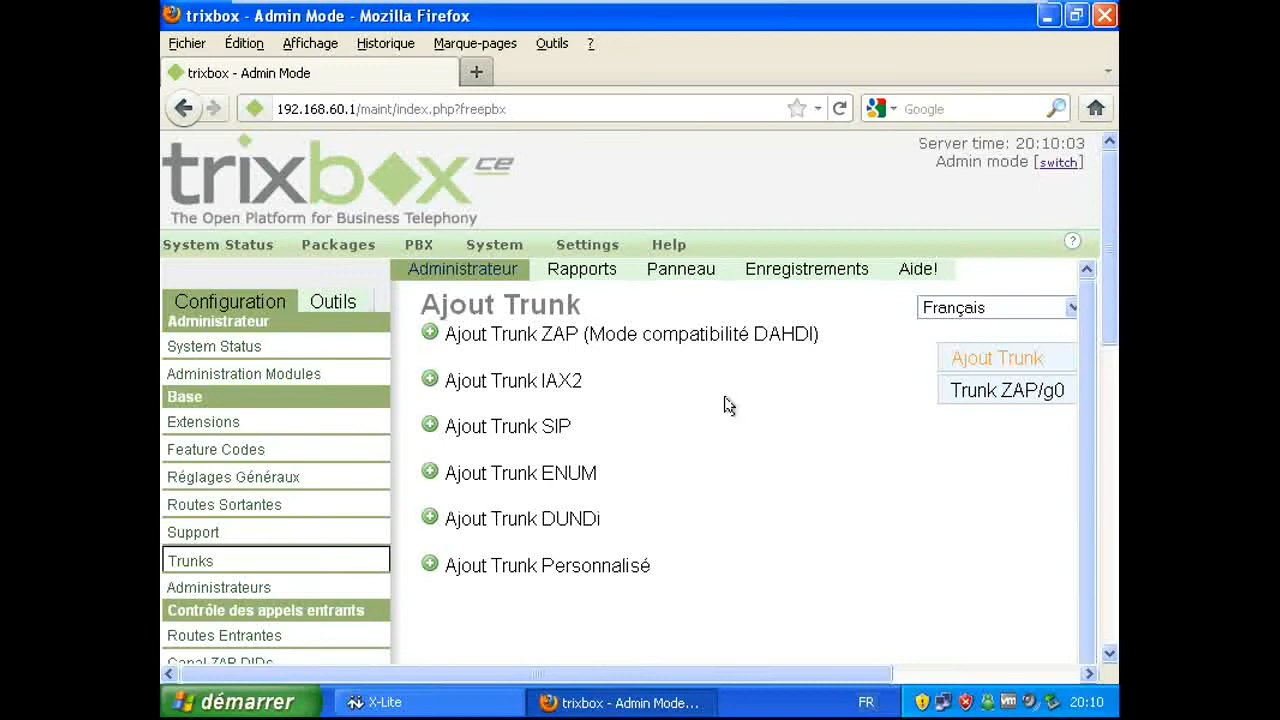 trixbox - Admin Mode - Mozilla Firefox
Fichier Édition Affichage Historique Marque-pages Outils ?
trixbox - Admin Mode
192.168.60.1/maint/index.php?freepbx
Google
Server time: 20:10:03
Admin mode [switch]
trixbox ce
The Open Platform for Business Telephony
System Status Packages PBX System Settings Help ?
Administrateur Rapports Panneau Enregistrements Aide!
Configuration Outils
Administrateur
System Status
Administration Modules
Base
Extensions
Feature Codes
Réglages Généraux
Routes Sortantes
Support
Trunks
Administrateurs
Contrôle des appels entrants
Routes Entrantes
Canal ZAP DIDs
Ajout Trunk
Français
Ajout Trunk ZAP (Mode compatibilité DAHDI)
Ajout Trunk IAX2
Ajout Trunk SIP
Ajout Trunk ENUM
Ajout Trunk DUNDi
Ajout Trunk Personnalisé
Ajout Trunk
Trunk ZAP/g0
démarrer X-Lite trixbox - Admin Mode... FR 20:10